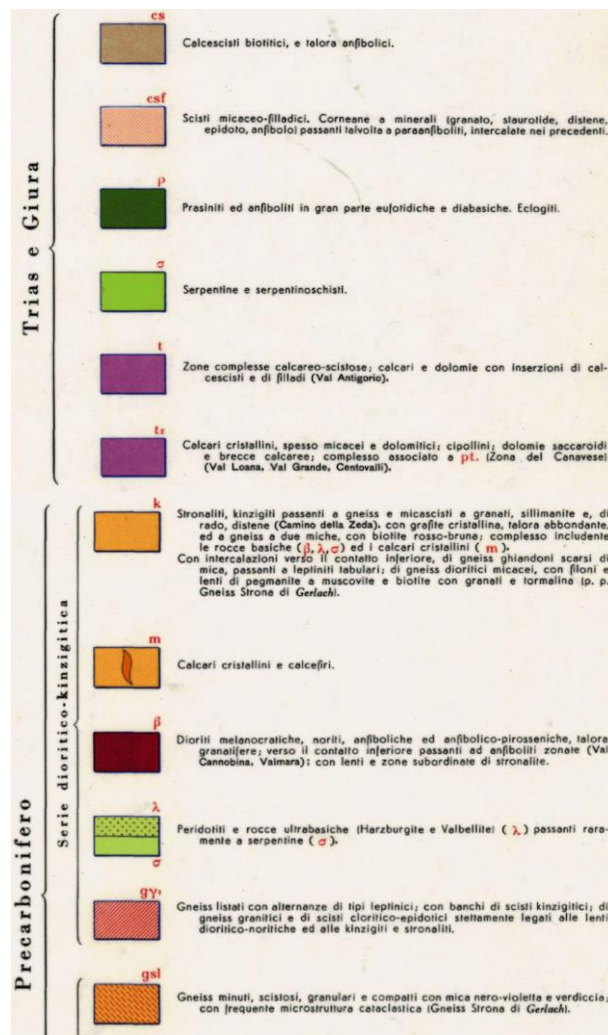 Trias e Giura
cs
Calcescisti biotitici, e talora anfibolici.
csf
Scisti micaceo-filladici. Corneane a minerali (granato, staurotide, distene,
epidoto, anfibolo) passanti talvolta a paraanfiboliti, intercalate nei precedenti.
ρ
Prasiniti ed anfiboliti in gran parte eufotidiche e diabasiche. Eclogiti.
σ
Serpentine e serpentinoschisti.
t
Zone complesse calcareo-scistose; calcari e dolomie con inserzioni di cal-
cescisti e di filladi (Val Antigorio).
t₂
Calcari cristallini, spesso micacei e dolomitici; cipollini; dolomie saccaroidi
e brecce calcaree; complesso associato a pt. (Zona del Canavese)
(Val Loana, Val Grande, Centovalli).
Precarbonifero
Serie dioritico-kinzigitica
k
Stronaliti, kinzigiti passanti a gneiss e micascisti a granati, sillimanite e, di
rado, distene (Camino della Zeda). con grafite cristallina, talora abbondante,
ed a gneiss a due miche, con biotite rosso-bruna; complesso includente
le rocce basiche (β, λ, σ) ed i calcari cristallini ( m ).
Con intercalazioni verso il contatto inferiore, di gneiss ghiandoni scarsi di
mica, passanti a leptiniti tabulari; di gneiss dioritici micacei, con filoni e
lenti di pegmanite a muscovite e biotite con granati e tormalina (p. p.
Gneiss Strona di Gerlach).
m
Calcari cristallini e calcefiri.
β
Dioriti melanocratiche, noriti, anfiboliche ed anfibolico-pirosseniche, talora
granatifere; verso il contatto inferiore passanti ad anfiboliti zonate (Val
Cannobina, Valmara); con lenti e zone subordinate di stronalite.
λ
Peridotiti e rocce ultrabasiche (Harzburgite e Valbellite) ( λ ) passanti rara-
mente a serpentine ( σ ).
σ
gγ₁
Gneiss listati con alternanze di tipi leptinici; con banchi di scisti kinzigitici; di
gneiss granitici e di scisti cloritico-epidotici stettamente legati alle lenti
dioritico-noritiche ed alle kinzigiti e stronaliti.
gsl
Gneiss minuti, scistosi, granulari e compatti con mica nero-violetta e verdiccia;
con frequente microstruttura cataclastica (Gneiss Strona di Gerlach).